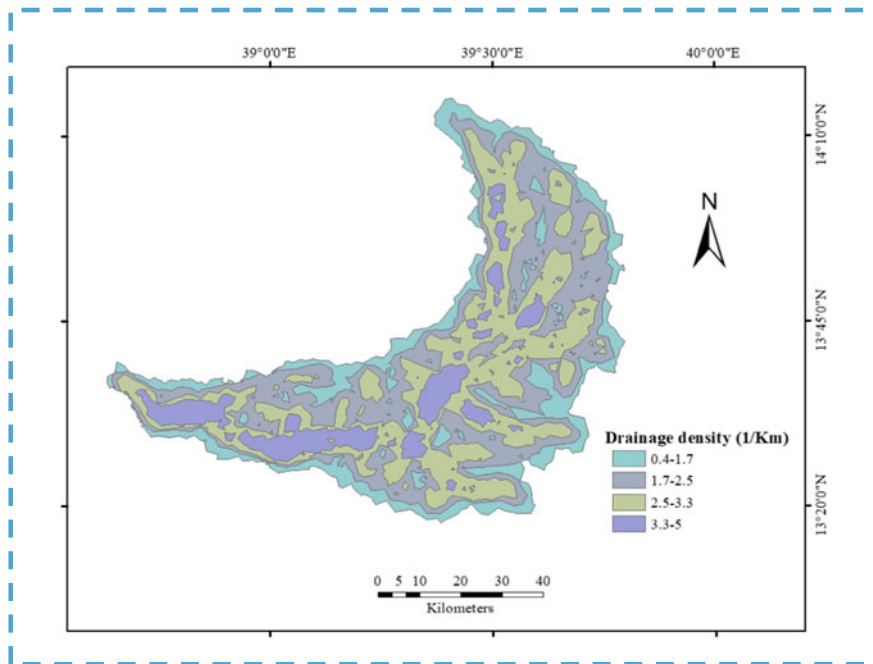 39°0'0"E 39°30'0"E 40°0'0"E
14°10'0"N
N
13°45'0"N
Drainage density (1/Km)
0.4-1.7
1.7-2.5
2.5-3.3
3.3-5
13°20'0"N
0 5 10 20 30 40
Kilometers